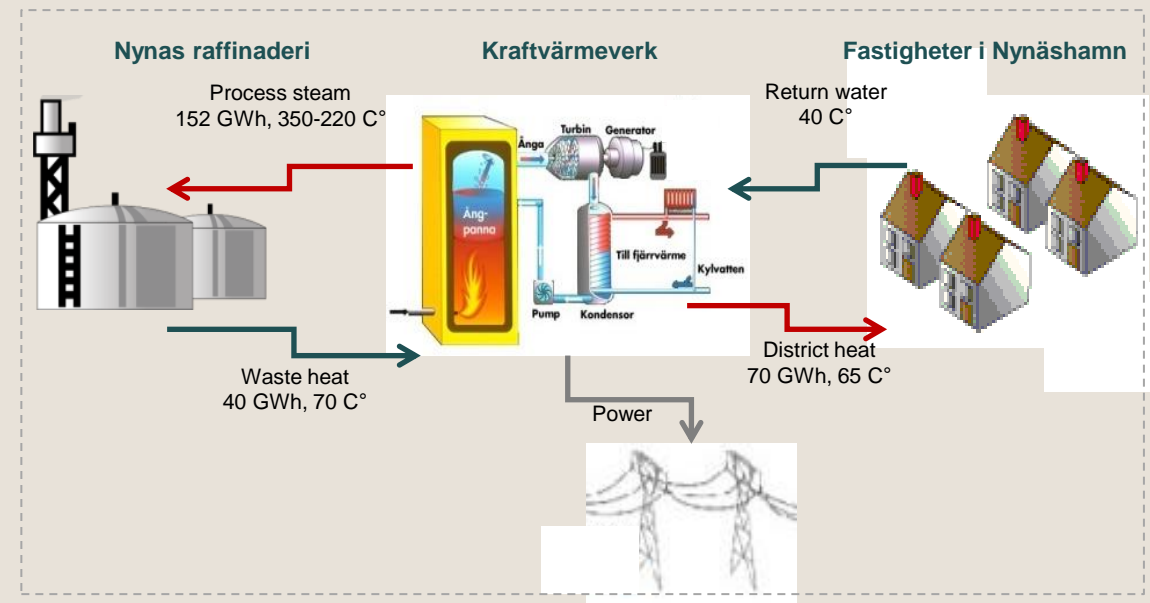 Nynas raffinaderi
Kraftvärmeverk
Fastigheter i Nynäshamn
Process steam
152 GWh, 350-220 C°
Return water
40 C°
Turbin
Generator
Ånga
Ång-
panna
Till fjärrvärme
Kylvatten
Pump
Kondensor
Waste heat
40 GWh, 70 C°
District heat
70 GWh, 65 C°
Power